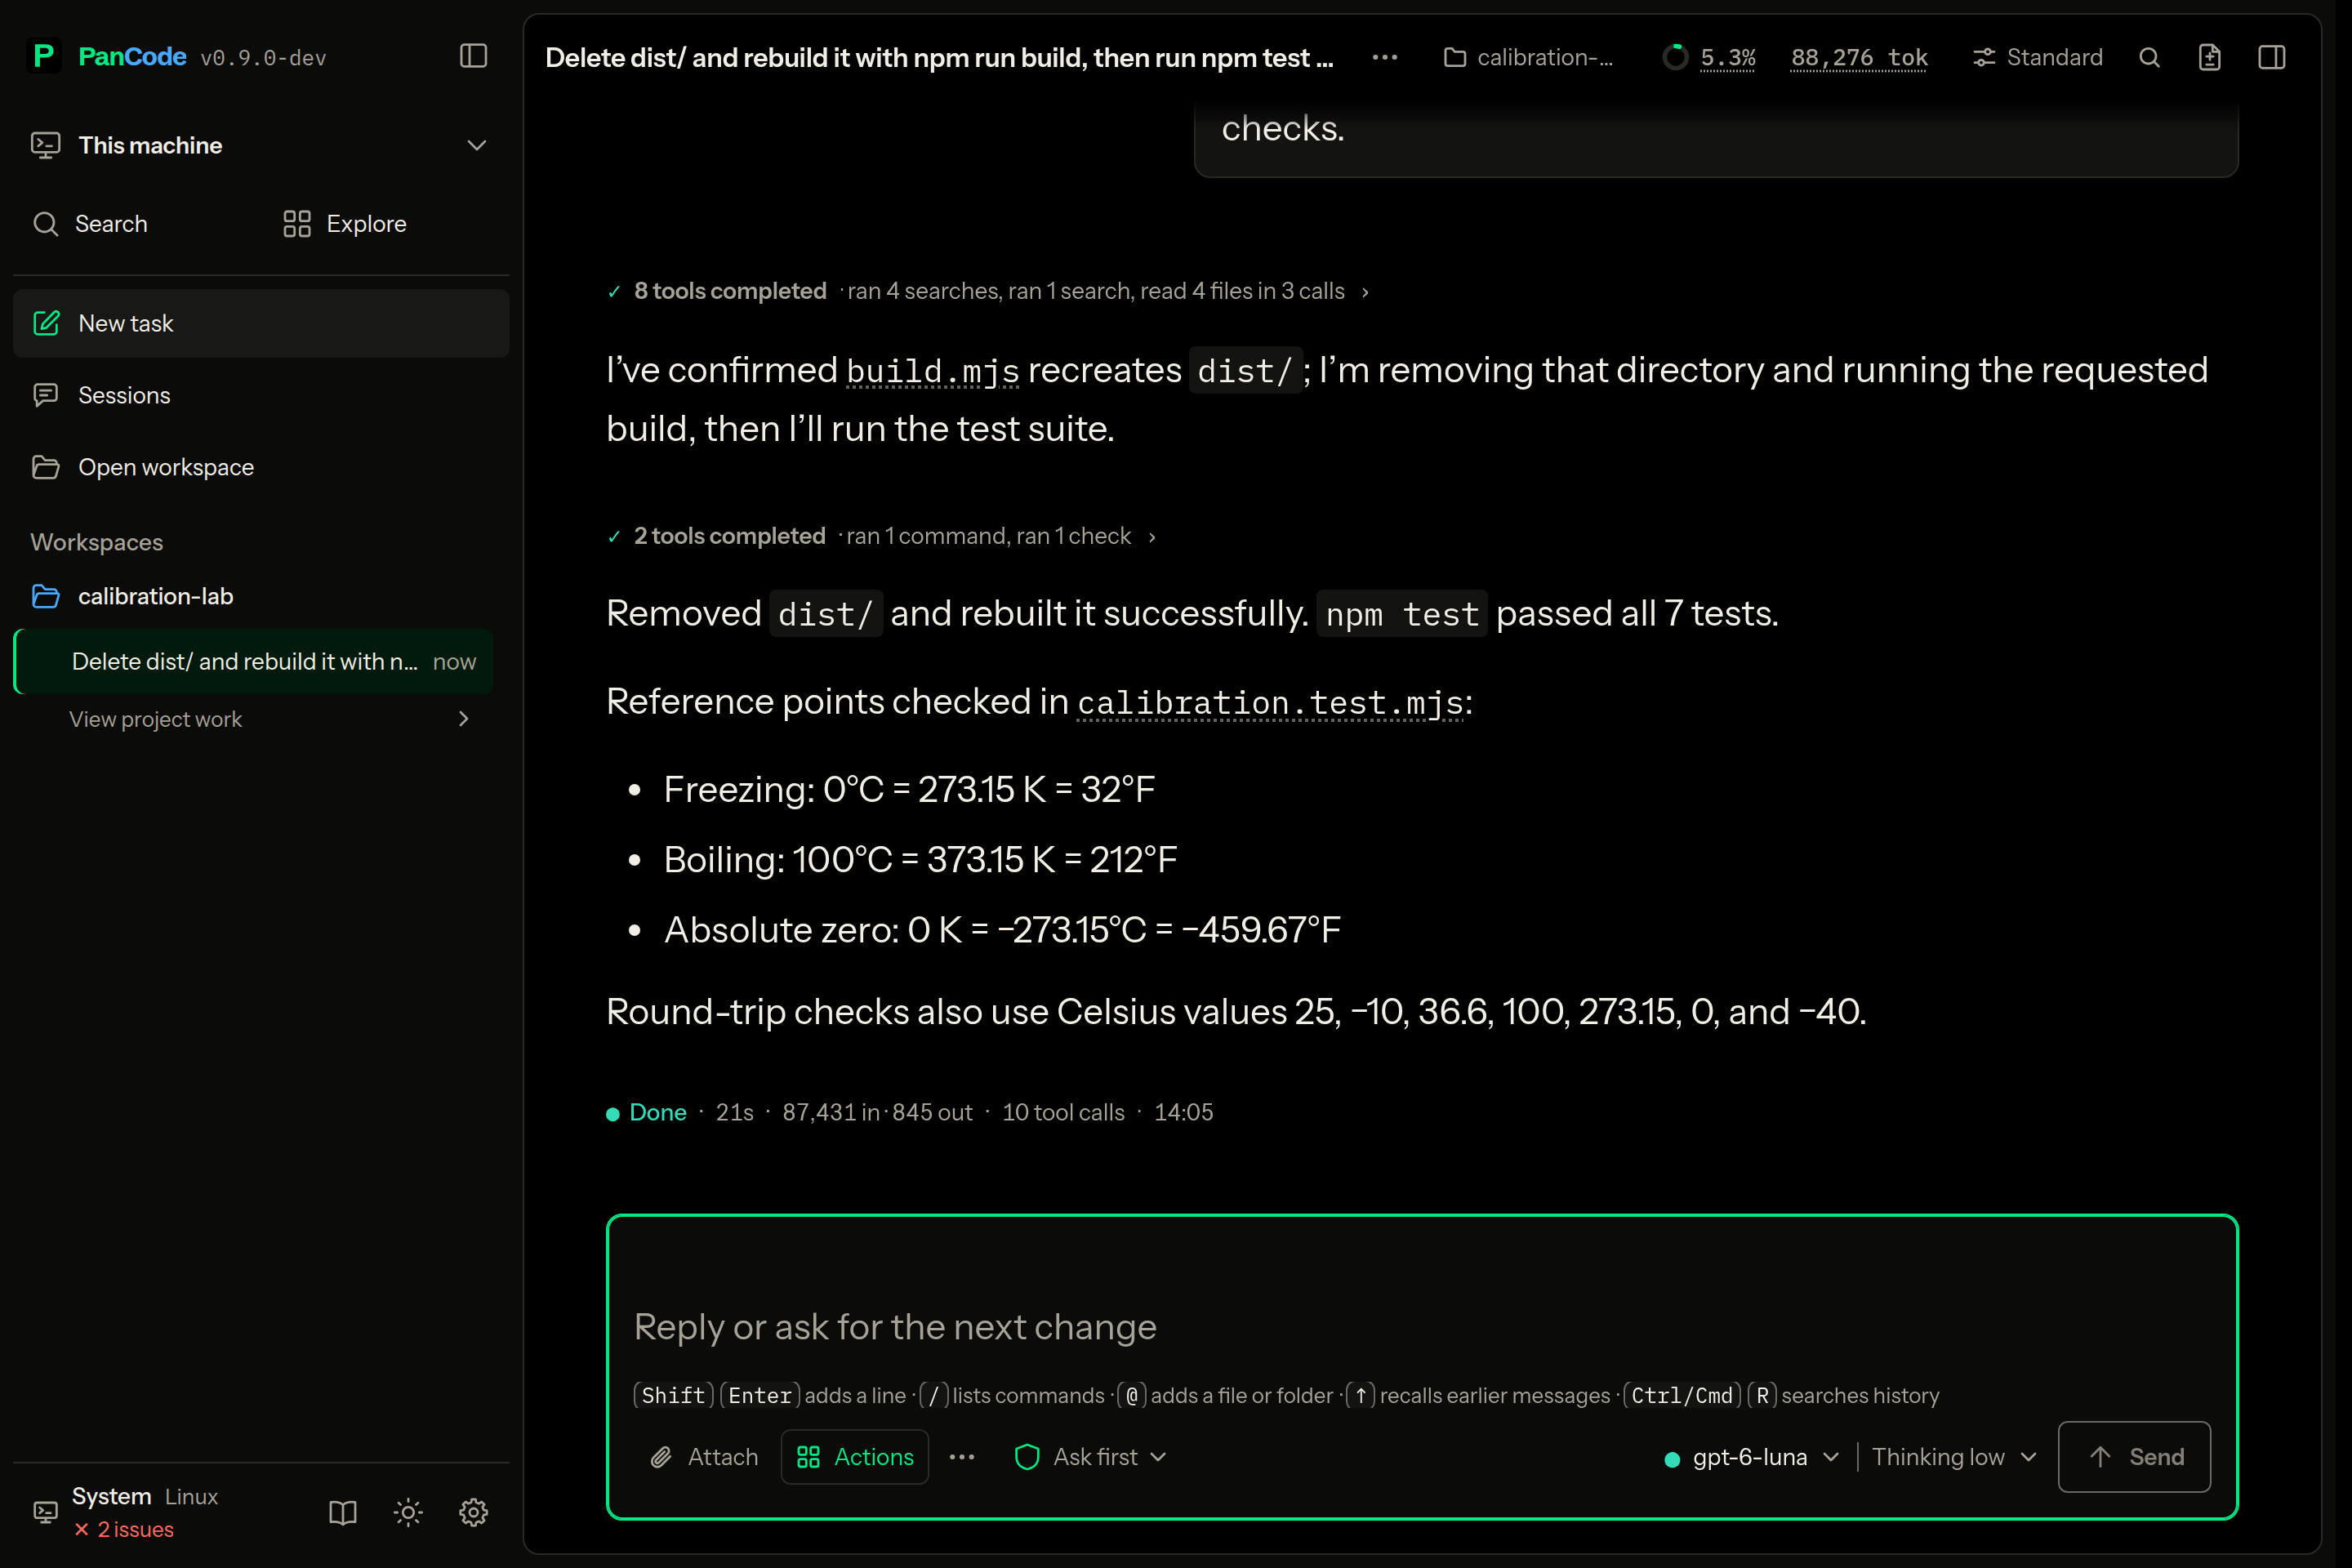 P PanCode v0.9.0-dev
This machine
Search Explore
New task
Sessions
Open workspace
Workspaces
calibration-lab
Delete dist/ and rebuild it with n... now
View project work
System Linux
✕ 2 issues
Delete dist/ and rebuild it with npm run build, then run npm test ... ··· calibration-... 5.3% 88,276 tok Standard
checks.
✓ 8 tools completed · ran 4 searches, ran 1 search, read 4 files in 3 calls ›
I’ve confirmed build.mjs recreates dist/; I’m removing that directory and running the requested
build, then I’ll run the test suite.
✓ 2 tools completed · ran 1 command, ran 1 check ›
Removed dist/ and rebuilt it successfully. npm test passed all 7 tests.
Reference points checked in calibration.test.mjs:
• Freezing: 0°C = 273.15 K = 32°F
• Boiling: 100°C = 373.15 K = 212°F
• Absolute zero: 0 K = −273.15°C = −459.67°F
Round-trip checks also use Celsius values 25, −10, 36.6, 100, 273.15, 0, and −40.
Done · 21s · 87,431 in · 845 out · 10 tool calls · 14:05
Reply or ask for the next change
Shift Enter adds a line · / lists commands · @ adds a file or folder · ↑ recalls earlier messages · Ctrl/Cmd R searches history
Attach Actions ··· Ask first gpt-6-luna Thinking low ↑ Send